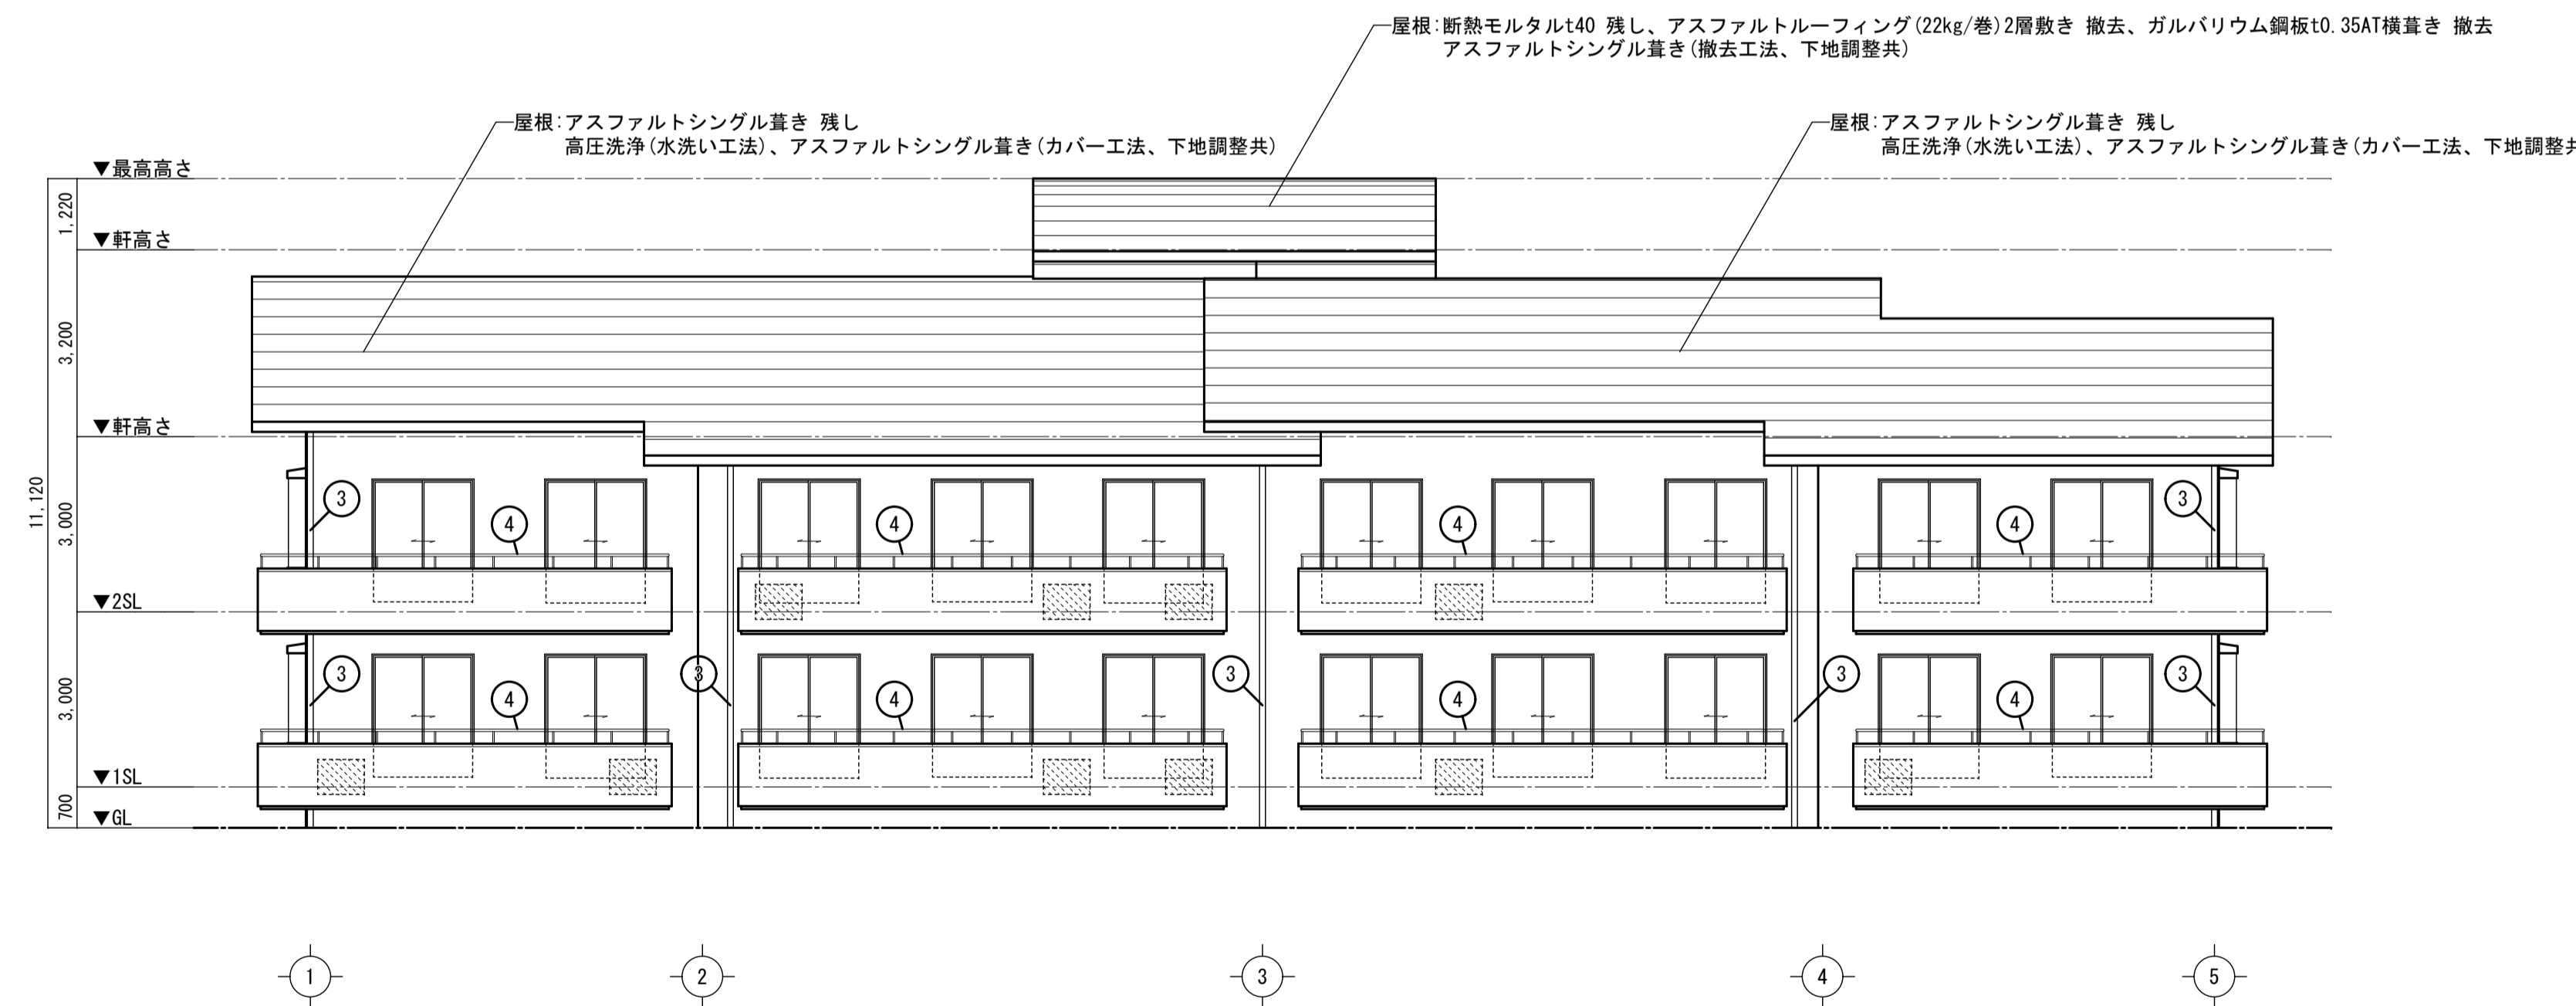 屋根:断熱モルタルt40 残し、アスファルトルーフィング(22kg/巻)2層敷き 撤去、ガルバリウム鋼板t0.35AT横葺き 撤去
アスファルトシングル葺き(撤去工法、下地調整共)
屋根:アスファルトシングル葺き 残し
高圧洗浄(水洗い工法)、アスファルトシングル葺き(カバー工法、下地調整共)
屋根:アスファルトシングル葺き 残し
高圧洗浄(水洗い工法)、アスファルトシングル葺き(カバー工法、下地調整共
▼最高高さ
1,220
▼軒高さ
3,200
▼軒高さ
11,120
3,000
3
4
4
4
4
3
▼2SL
3,000
3
4
3
4
3
4
3
4
3
▼1SL
700
▼GL
1
2
3
4
5